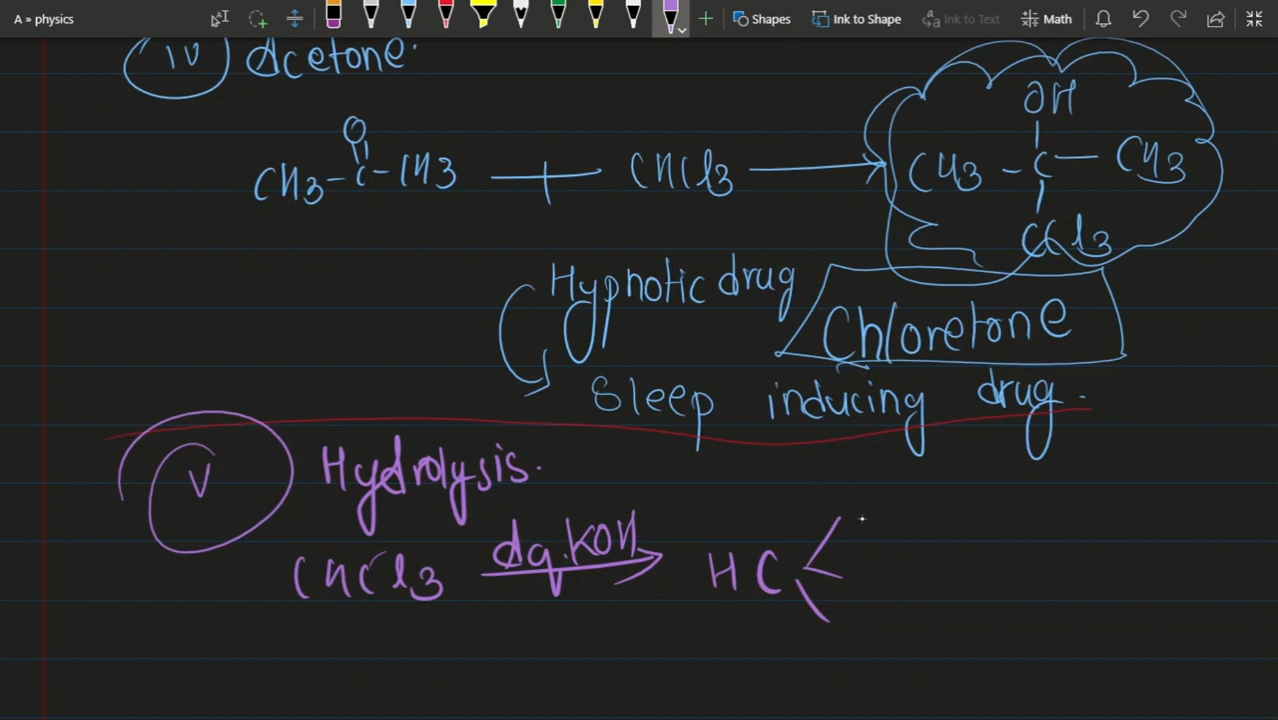 A » physics
Shapes
Ink to Shape
Ink to Text
Math
IV Acetone.
O
OH
CH3-C-CH3 + CHCl3 → CH3-C-CH3
CCl3
Hypnotic drug
Chloretone
Sleep inducing drug.
V Hydrolysis.
CHCl3 aq.KOH → HC